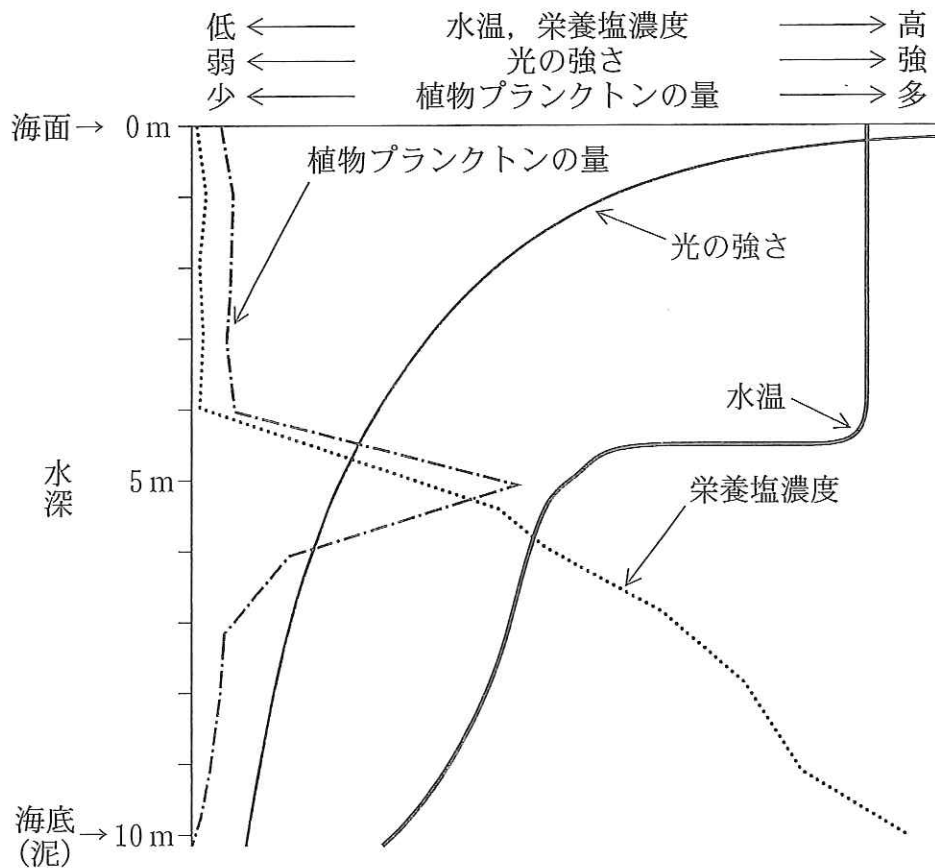 低 ← 水温，栄養塩濃度 → 高
弱 ← 光の強さ → 強
少 ← 植物プランクトンの量 → 多
海面→ 0 m
植物プランクトンの量
光の強さ
水温
水深
5 m
栄養塩濃度
海底→ 10 m
(泥)